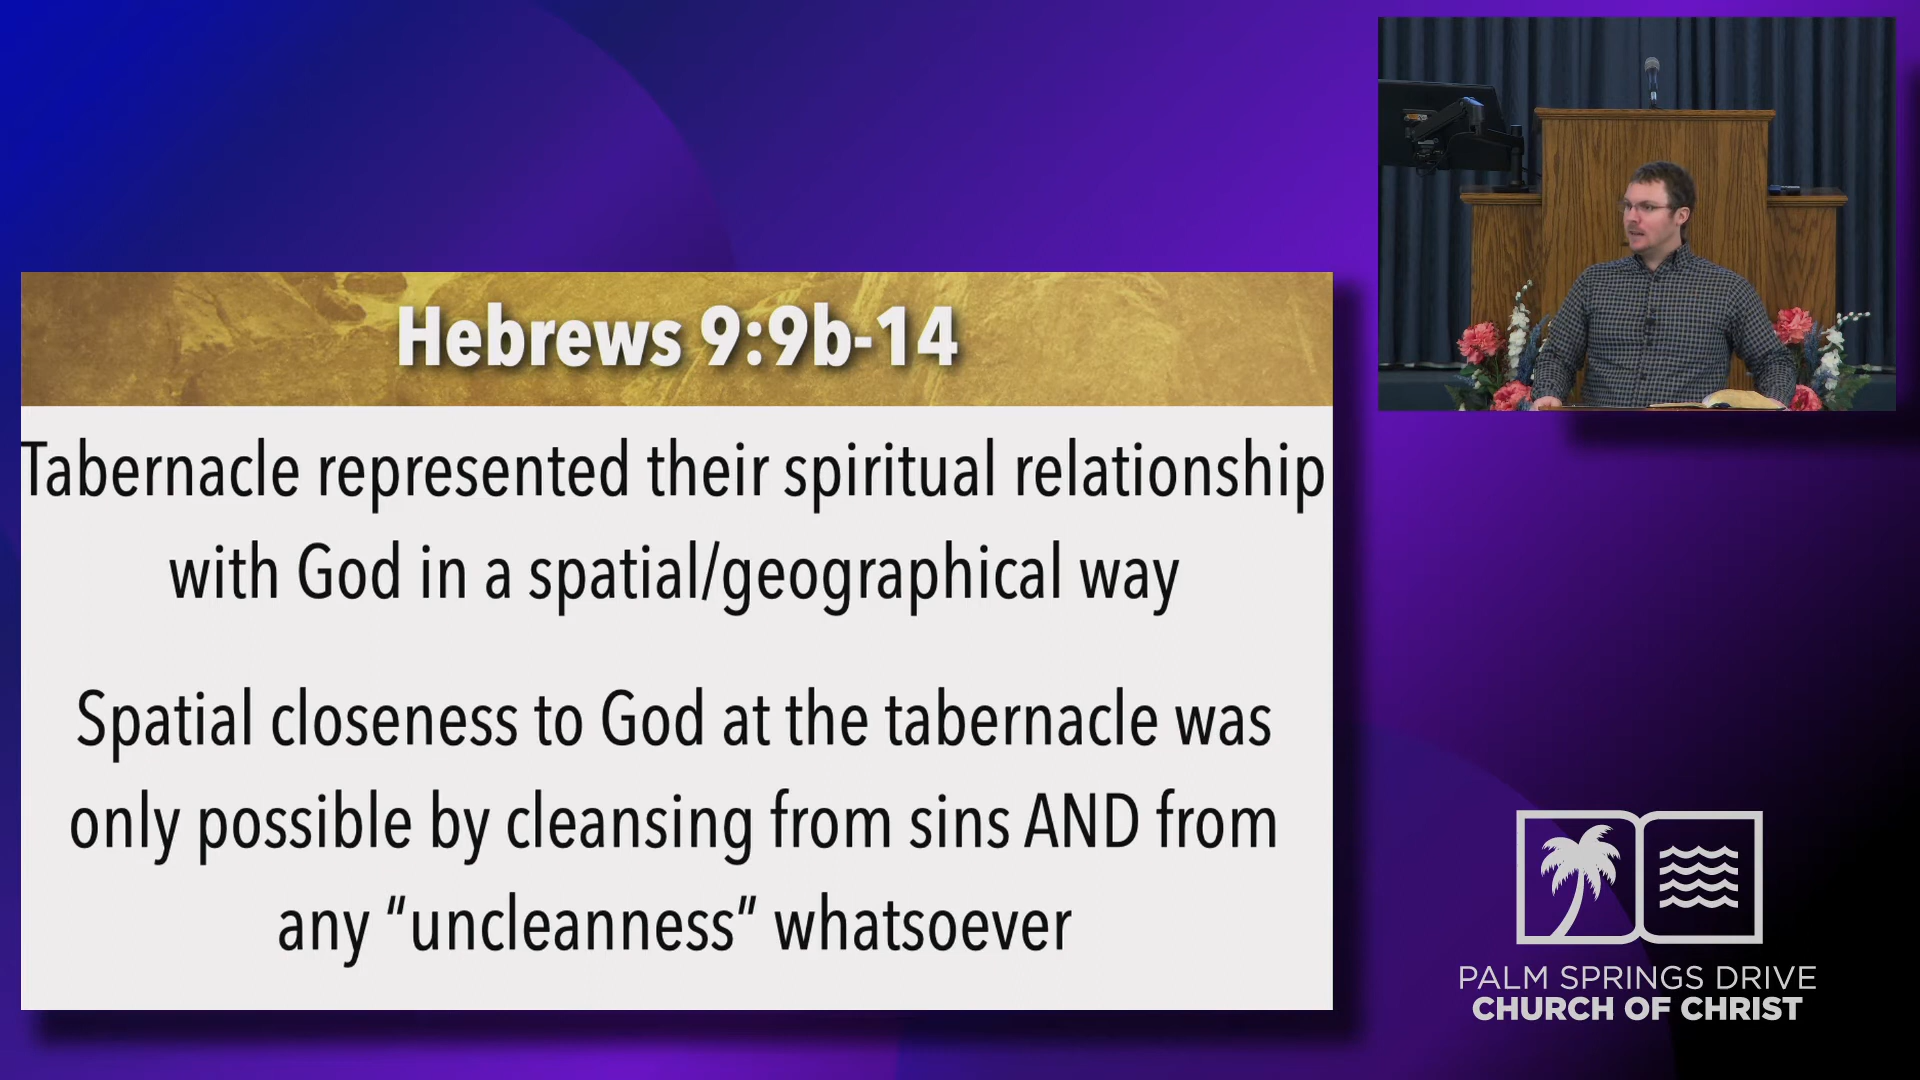 Hebrews 9:9b-14
Tabernacle represented their spiritual relationship
with God in a spatial/geographical way
Spatial closeness to God at the tabernacle was
only possible by cleansing from sins AND from
any “uncleanness” whatsoever
PALM SPRINGS DRIVE
CHURCH OF CHRIST